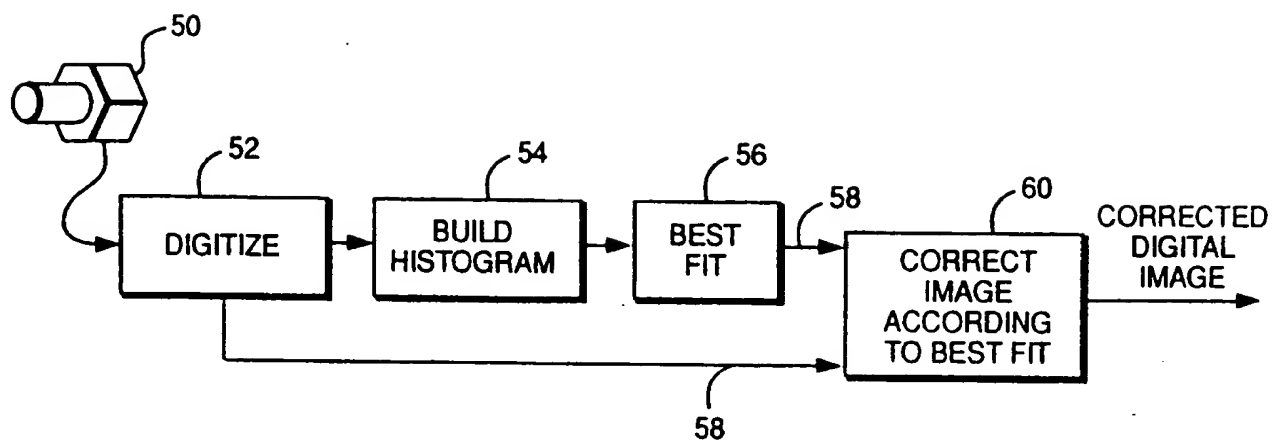 50
52
DIGITIZE
54
BUILD
HISTOGRAM
56
BEST
FIT
58
60
CORRECT
IMAGE
ACCORDING
TO BEST FIT
CORRECTED
DIGITAL
IMAGE
58